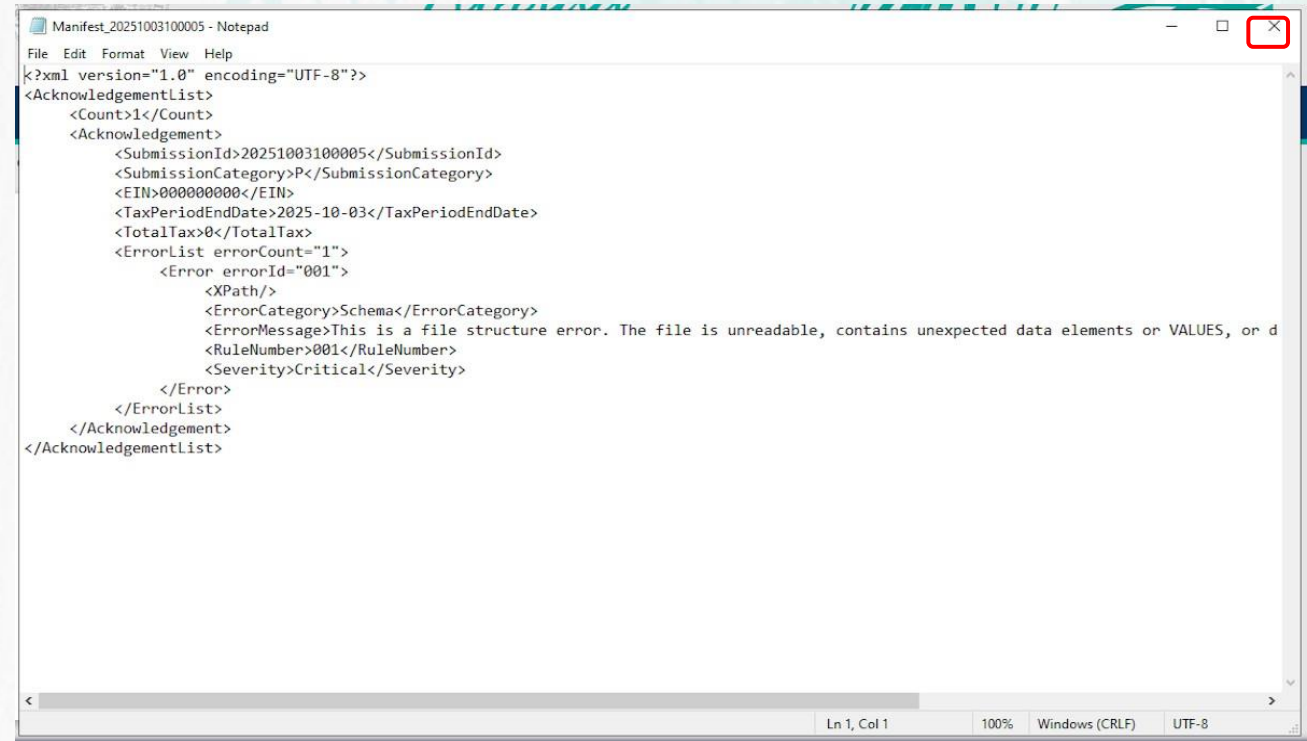 Manifest_20251003100005 - Notepad
File Edit Format View Help
<?xml version="1.0" encoding="UTF-8"?>
<AcknowledgementList>
<Count>1</Count>
<Acknowledgement>
<SubmissionId>20251003100005</SubmissionId>
<SubmissionCategory>P</SubmissionCategory>
<EIN>000000000</EIN>
<TaxPeriodEndDate>2025-10-03</TaxPeriodEndDate>
<TotalTax>0</TotalTax>
<ErrorList errorCount="1">
<Error errorId="001">
<XPath/>
<ErrorCategory>Schema</ErrorCategory>
<ErrorMessage>This is a file structure error. The file is unreadable, contains unexpected data elements or VALUES, or d
<RuleNumber>001</RuleNumber>
<Severity>Critical</Severity>
</Error>
</ErrorList>
</Acknowledgement>
</AcknowledgementList>
Ln 1, Col 1 100% Windows (CRLF) UTF-8